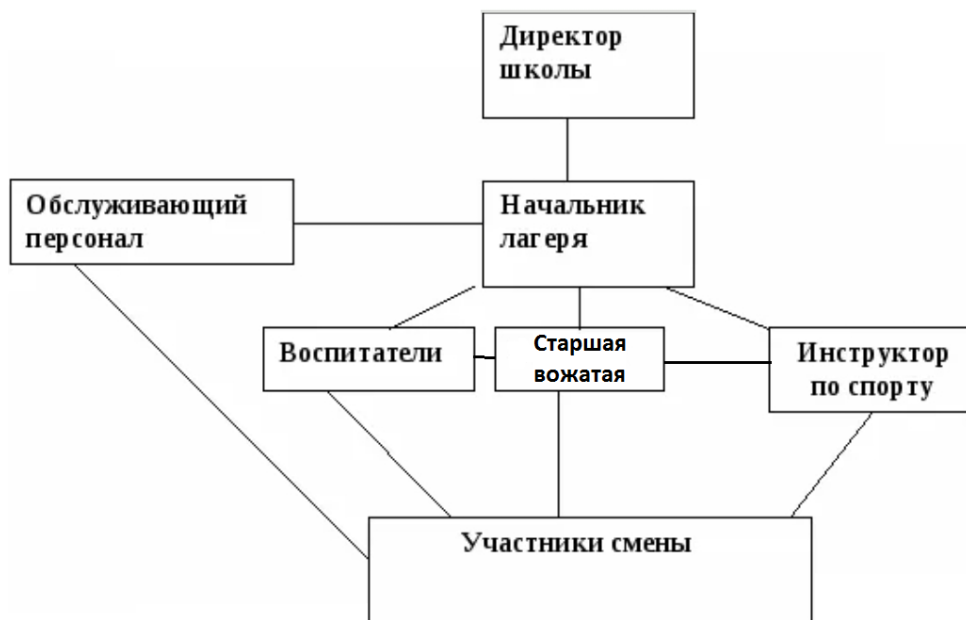 Директор
школы
Обслуживающий
персонал
Начальник
лагеря
Воспитатели
Старшая
вожатая
Инструктор
по спорту
Участники смены